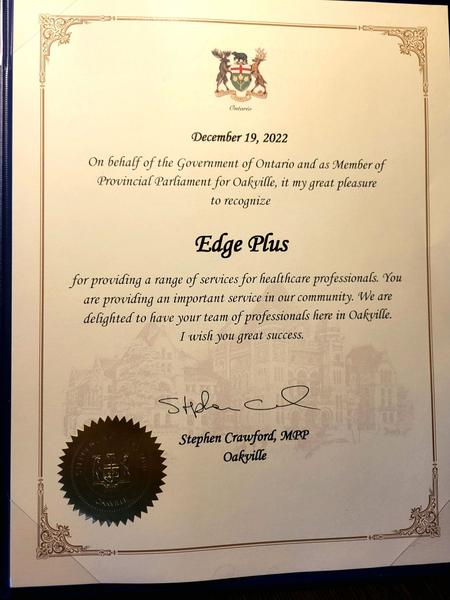 Ontario
December 19, 2022
On behalf of the Government of Ontario and as Member of
Provincial Parliament for Oakville, it my great pleasure
to recognize
Edge Plus
for providing a range of services for healthcare professionals. You
are providing an important service in our community. We are
delighted to have your team of professionals here in Oakville.
I wish you great success.
Stephen Crawford, MPP
Oakville
OAKVILLE